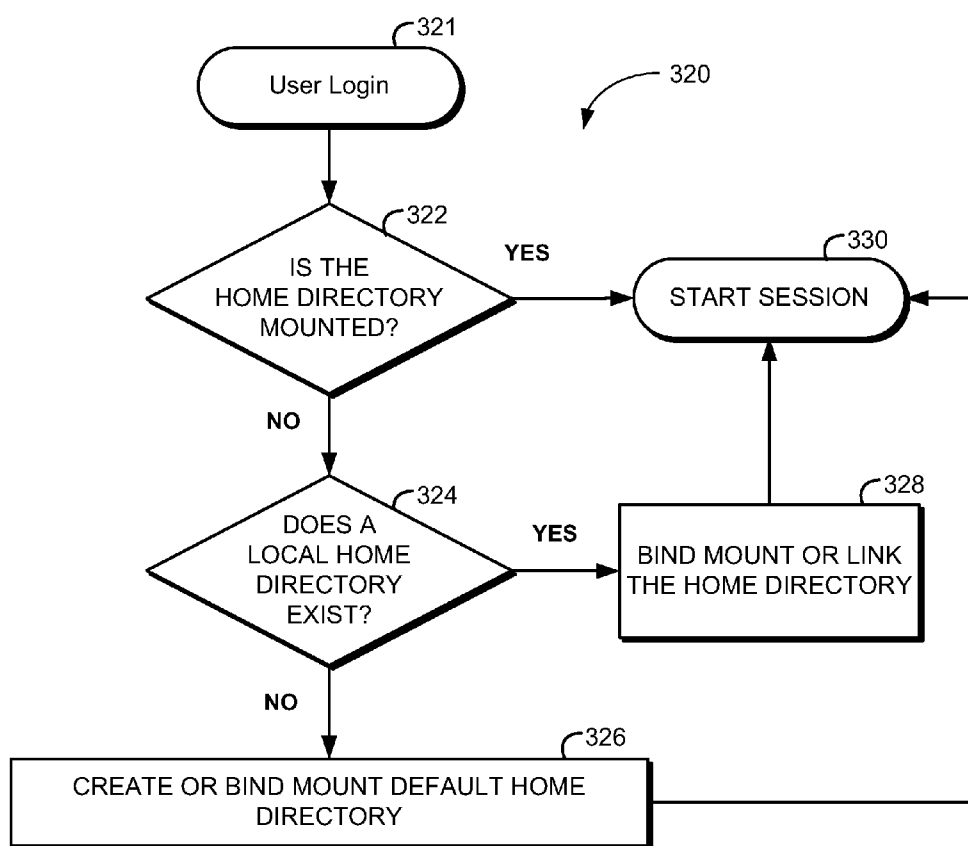 321
User Login
320
322
IS THE
HOME DIRECTORY
MOUNTED?
YES
330
START SESSION
NO
324
DOES A
LOCAL HOME
DIRECTORY
EXIST?
YES
328
BIND MOUNT OR LINK
THE HOME DIRECTORY
NO
326
CREATE OR BIND MOUNT DEFAULT HOME
DIRECTORY